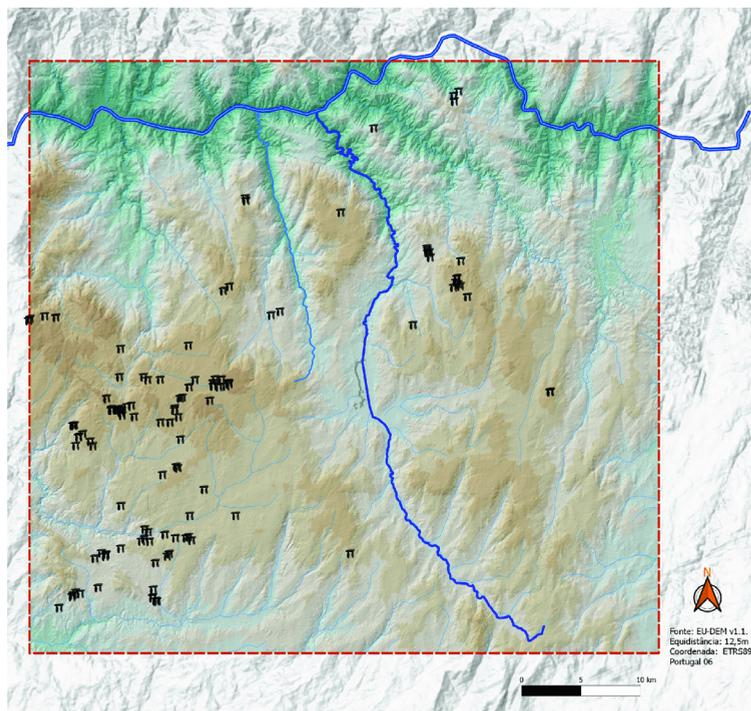 N
Fonte: EU-DEM v1.1.
Equidistância: 12,5m
Coordenada: ETRS89
Portugal 06
0 5 10 km